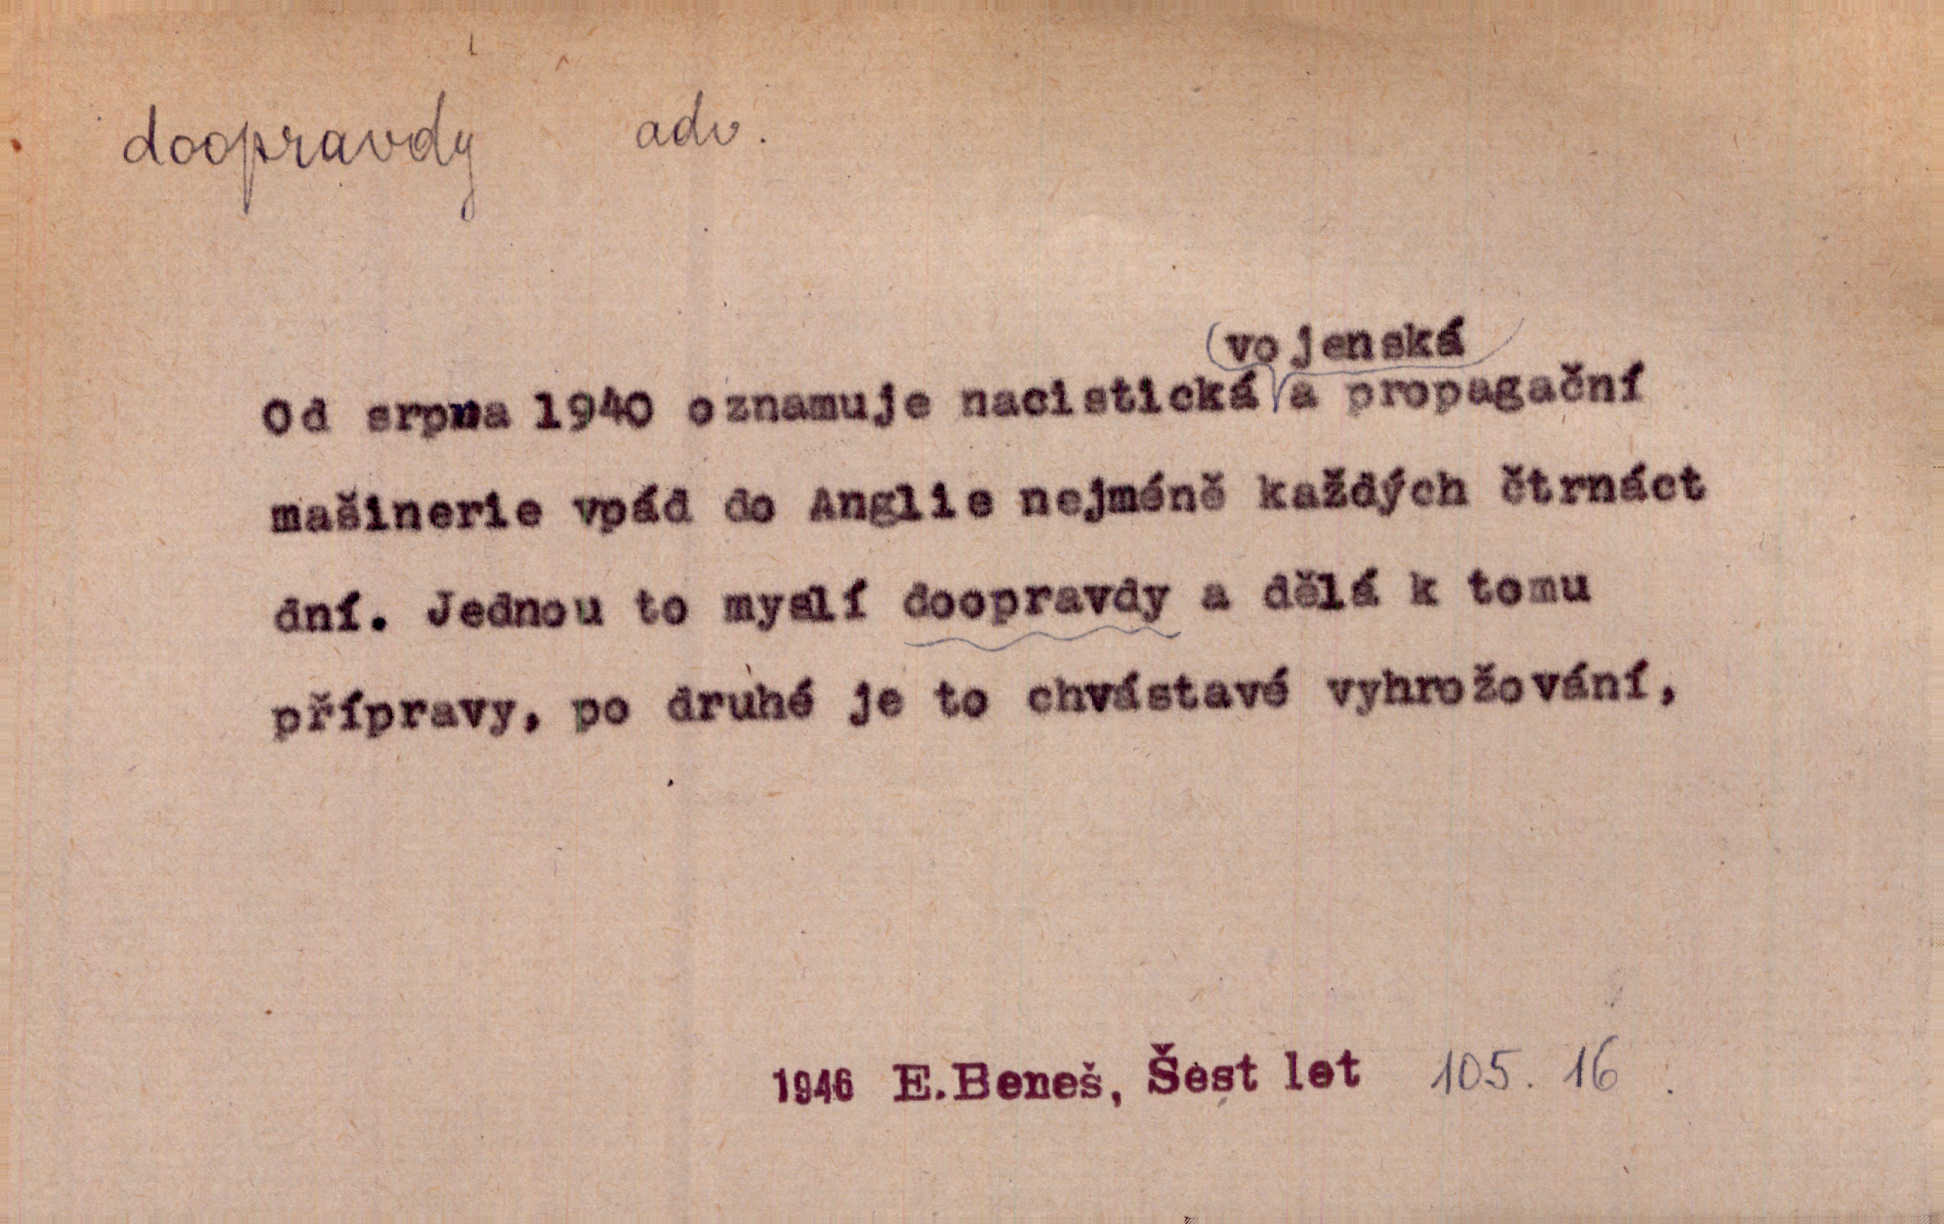 doopravdy adv.
vojenská
Od srpna 1940 oznamuje nacistická a propagační
mašinerie vpád do Anglie nejméně každých čtrnáct
dní. Jednou to myslí doopravdy a dělá k tomu
přípravy, po druhé je to chvástavé vyhrožování,
1946 E.Beneš, Šest let 105. 16